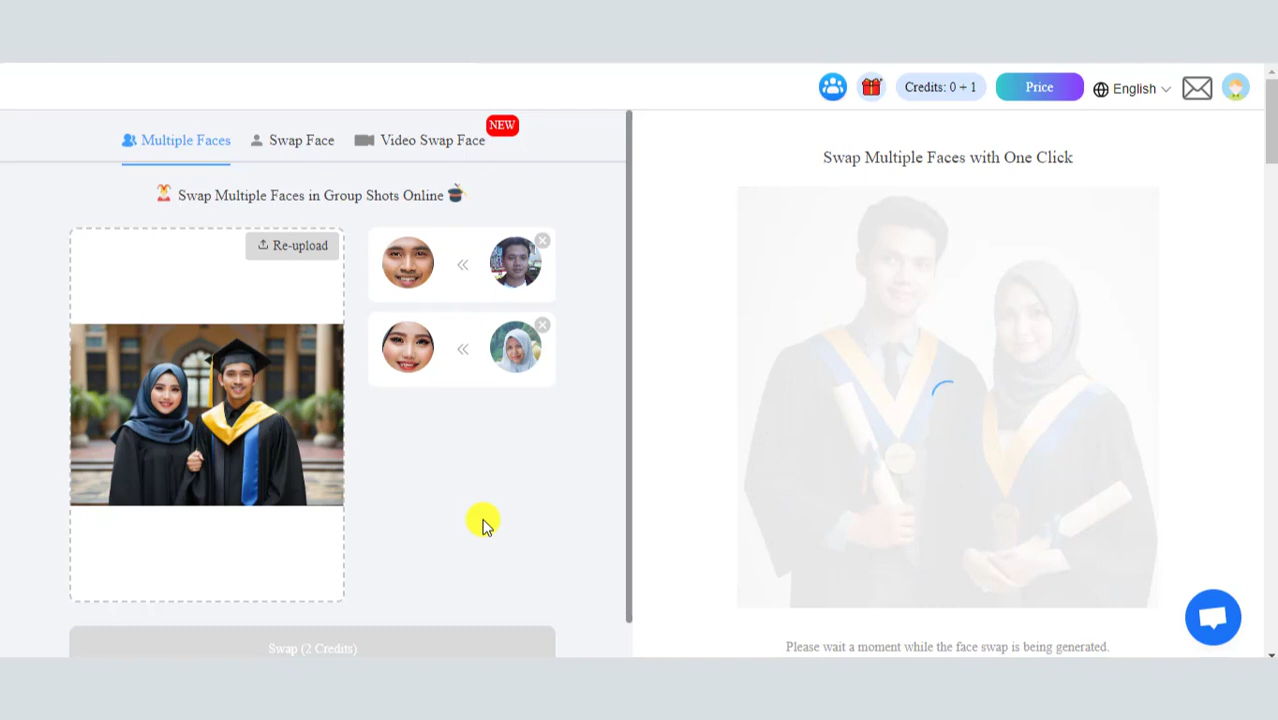 Credits: 0 + 1
Price
English
Multiple Faces
Swap Face
Video Swap Face
NEW
Swap Multiple Faces in Group Shots Online
Re-upload
Swap (2 Credits)
Swap Multiple Faces with One Click
Please wait a moment while the face swap is being generated.